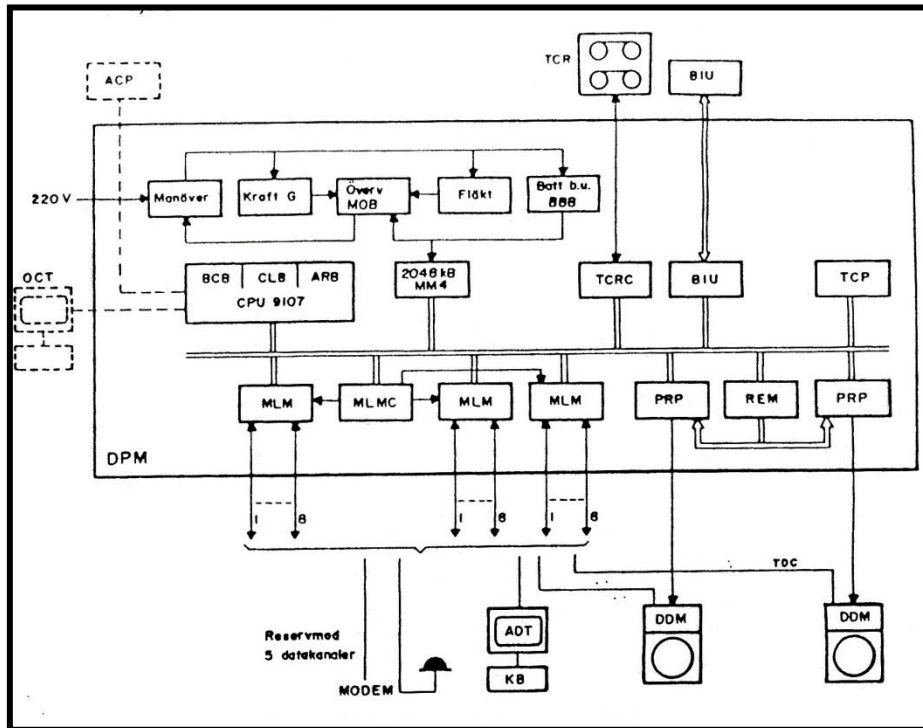 ACP
TCR
BIU
220V
Manöver
Kraft G
Överv
MOB
Fläkt
Batt b.u.
BBB
OCT
BCB CLB ARB
CPU 9107
2048 kB
MM4
TCRC
BIU
TCP
MLM
MLMC
MLM
MLM
PRP
REM
PRP
DPM
1 8
1 8
1 8
TDC
Reservmod
5 datakanaler
MODEM
ADT
KB
DDM
DDM